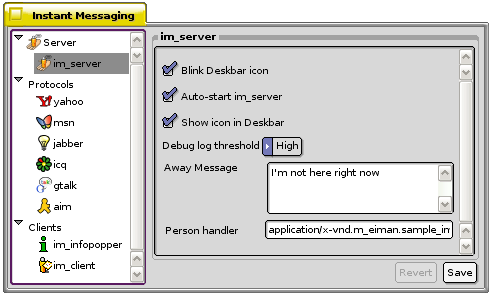 Instant Messaging
Server
im_server
Protocols
yahoo
msn
jabber
icq
gtalk
aim
Clients
im_infopopper
im_client
im_server
Blink Deskbar icon
Auto-start im_server
Show icon in Deskbar
Debug log threshold High
Away Message I'm not here right now
Person handler application/x-vnd.m_eiman.sample_im
Revert Save